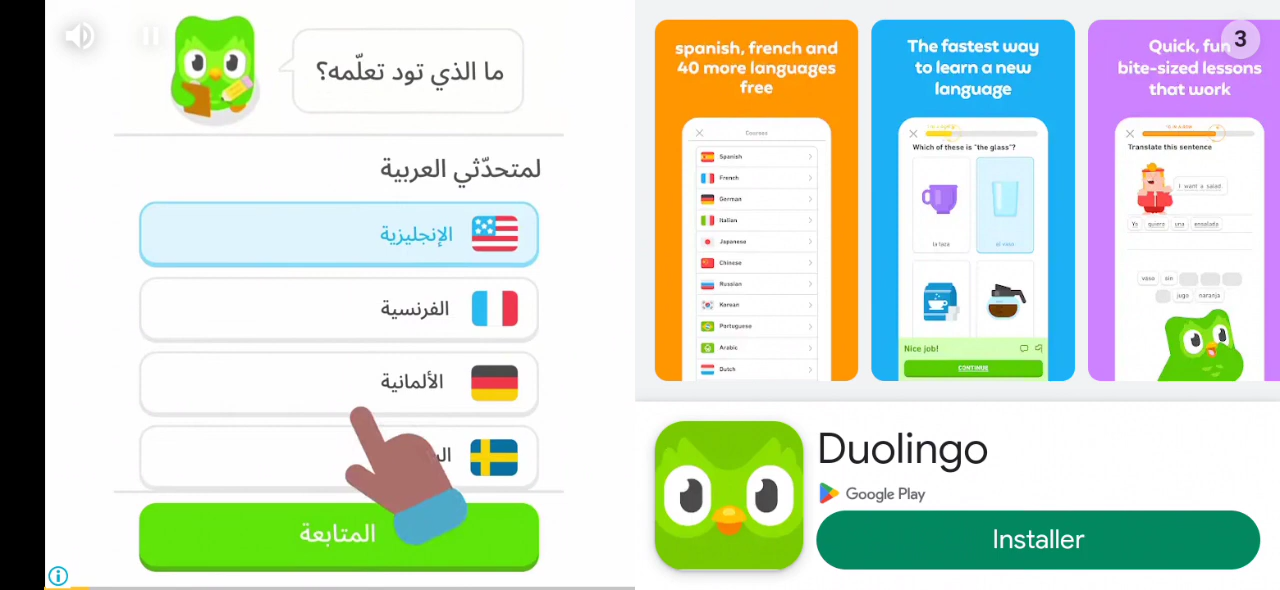 ما الذي تود تعلّمه؟
لمتحدّثي العربية
الإنجليزية
الفرنسية
الألمانية
المتابعة
spanish, french and
40 more languages
free
Courses
Spanish
French
German
Italian
Japanese
Chinese
Russian
Korean
Portuguese
Arabic
Dutch
The fastest way
to learn a new
language
Which of these is "the glass"?
la taza
el vaso
Nice job!
CONTINUE
Quick, fun
bite-sized lessons
that work
3
Translate this sentence
I want a salad
Yo quiero una ensalada
vaso sin
jugo naranja
Duolingo
Google Play
Installer